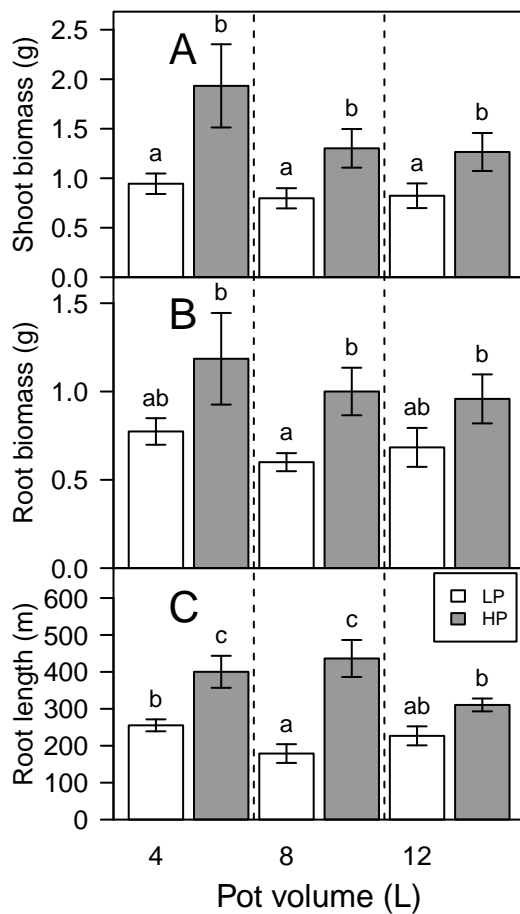 A
Shoot biomass (g)
2.5
2.0
1.5
1.0
0.5
0.0
a
b
a
b
a
b
B
Root biomass (g)
1.5
1.0
0.5
0.0
ab
b
a
b
ab
b
C
Root length (m)
600
500
400
300
200
100
0
b
c
a
c
ab
b
LP
HP
4 8 12
Pot volume (L)